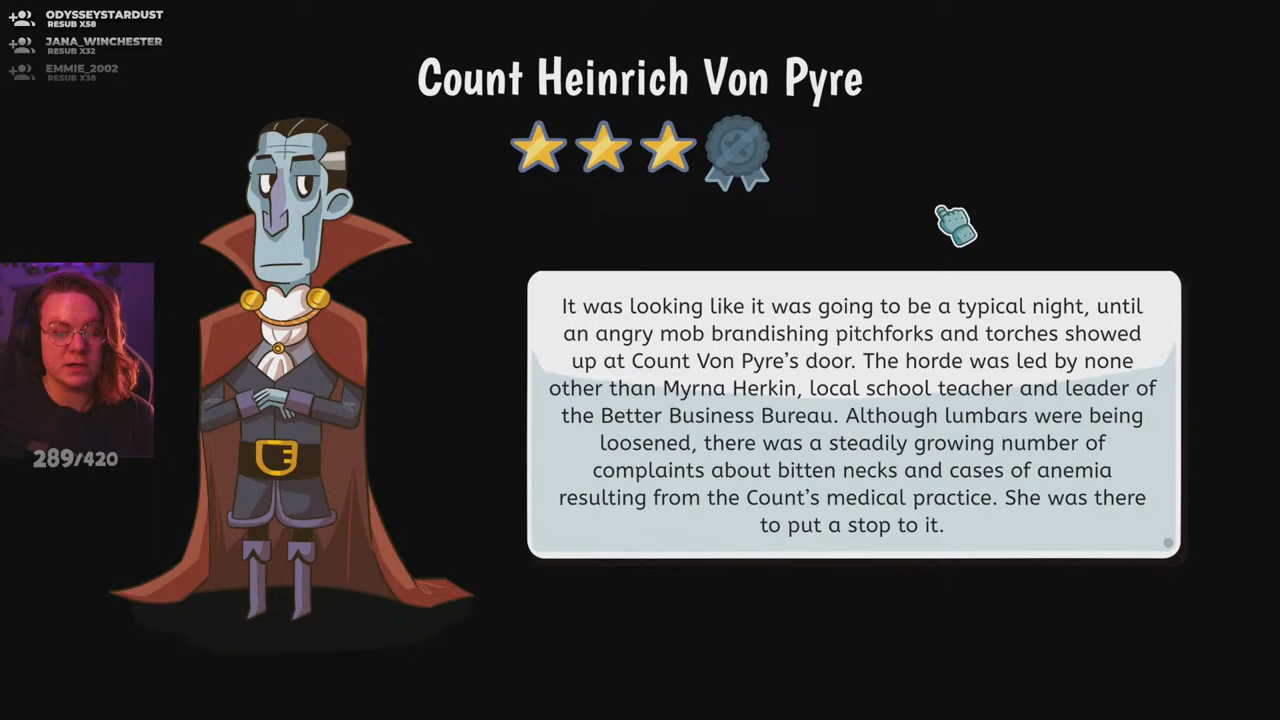 ODYSSEYSTARDUST
RESUB X58
JANA_WINCHESTER
RESUB X32
EMMIE_2002
RESUB X38
Count Heinrich Von Pyre
It was looking like it was going to be a typical night, until
an angry mob brandishing pitchforks and torches showed
up at Count Von Pyre's door. The horde was led by none
other than Myrna Herkin, local school teacher and leader of
the Better Business Bureau. Although lumbars were being
loosened, there was a steadily growing number of
complaints about bitten necks and cases of anemia
resulting from the Count's medical practice. She was there
to put a stop to it.
289/420